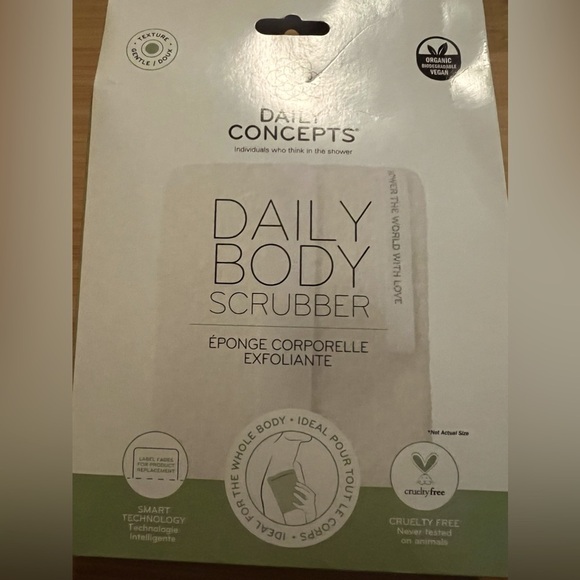 TEXTURE
GENTLE / DOUX
ORGANIC
BIODEGRADABLE
VEGAN
DAILY
CONCEPTS®
Individuals who think in the shower
DAILY
BODY
SCRUBBER
ÉPONGE CORPORELLE
EXFOLIANTE
THE WORLD WITH LOVE
*Not Actual Size
LABEL FADES
FOR PRODUCT
REPLACEMENT
SMART
TECHNOLOGY
Technologie
Intelligente
IDEAL FOR THE WHOLE BODY • IDEAL POUR TOUT LE CORPS •
crueltyfree
CRUELTY FREE
Never tested
on animals